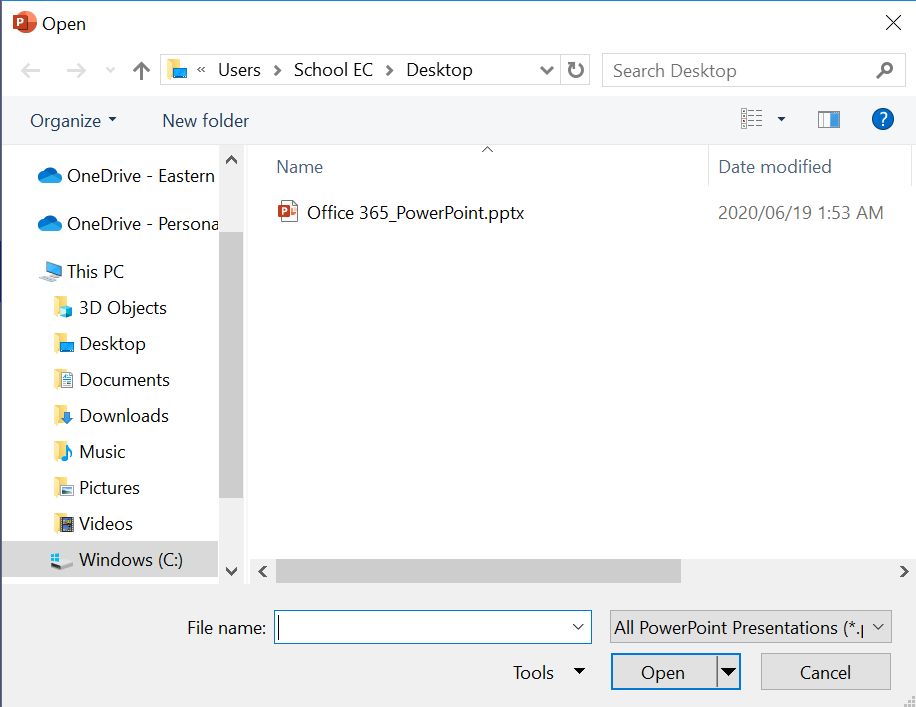 Open
« Users > School EC > Desktop
Search Desktop
Organize
New folder
Name
Date modified
OneDrive - Eastern
OneDrive - Persona
This PC
3D Objects
Desktop
Documents
Downloads
Music
Pictures
Videos
Windows (C:)
Office 365_PowerPoint.pptx
2020/06/19 1:53 AM
File name:
All PowerPoint Presentations (*.p
Tools
Open
Cancel